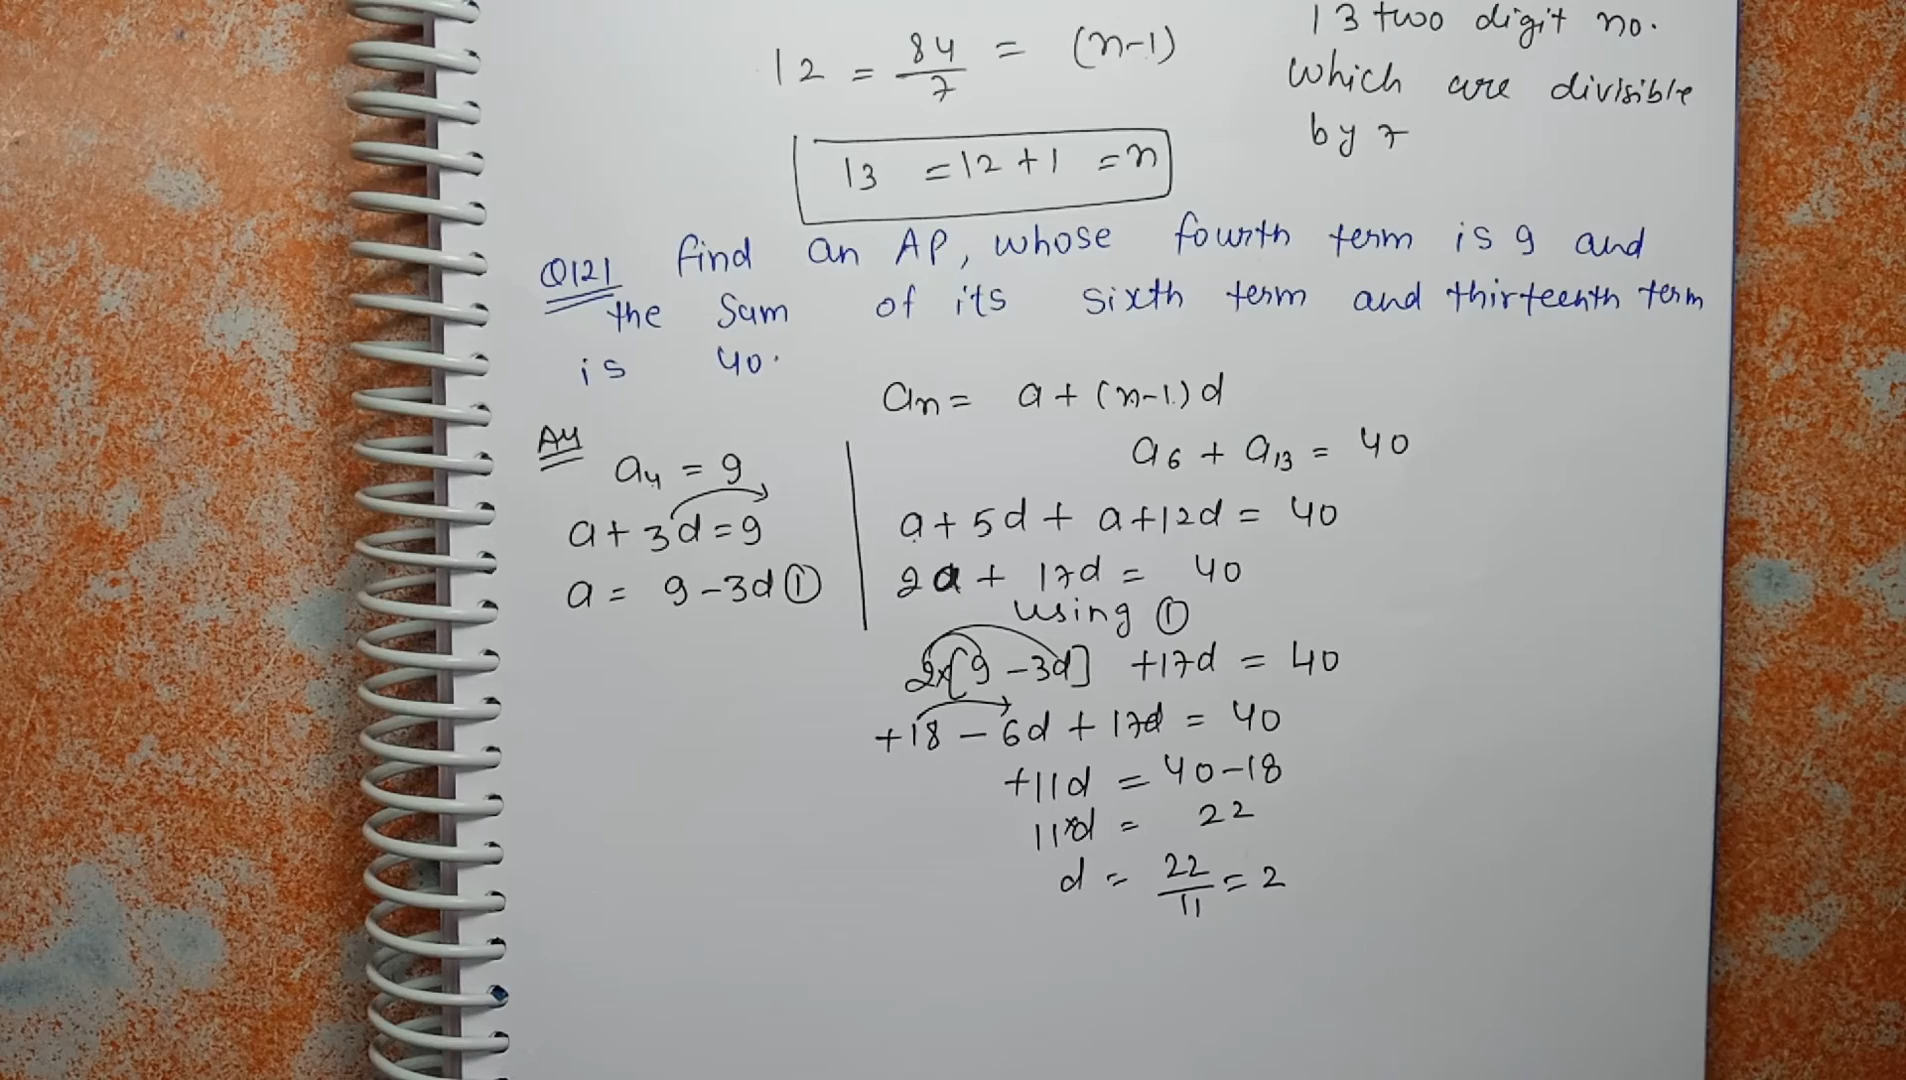 12 = 84/7 = (n-1)
13 = 12 + 1 = n
13 two digit no.
which are divisible
by 7
Q121 find an AP, whose fourth term is 9 and
the Sum of its sixth term and thirteenth term
is 40.
an = a + (n-1) d
A4
a4 = 9
a + 3d = 9
a = 9 - 3d ①
a6 + a13 = 40
a + 5d + a + 12d = 40
2a + 17d = 40
using ①
2×[9 - 3d] + 17d = 40
+18 - 6d + 17d = 40
+11d = 40 - 18
11×d = 22
d = 22/11 = 2